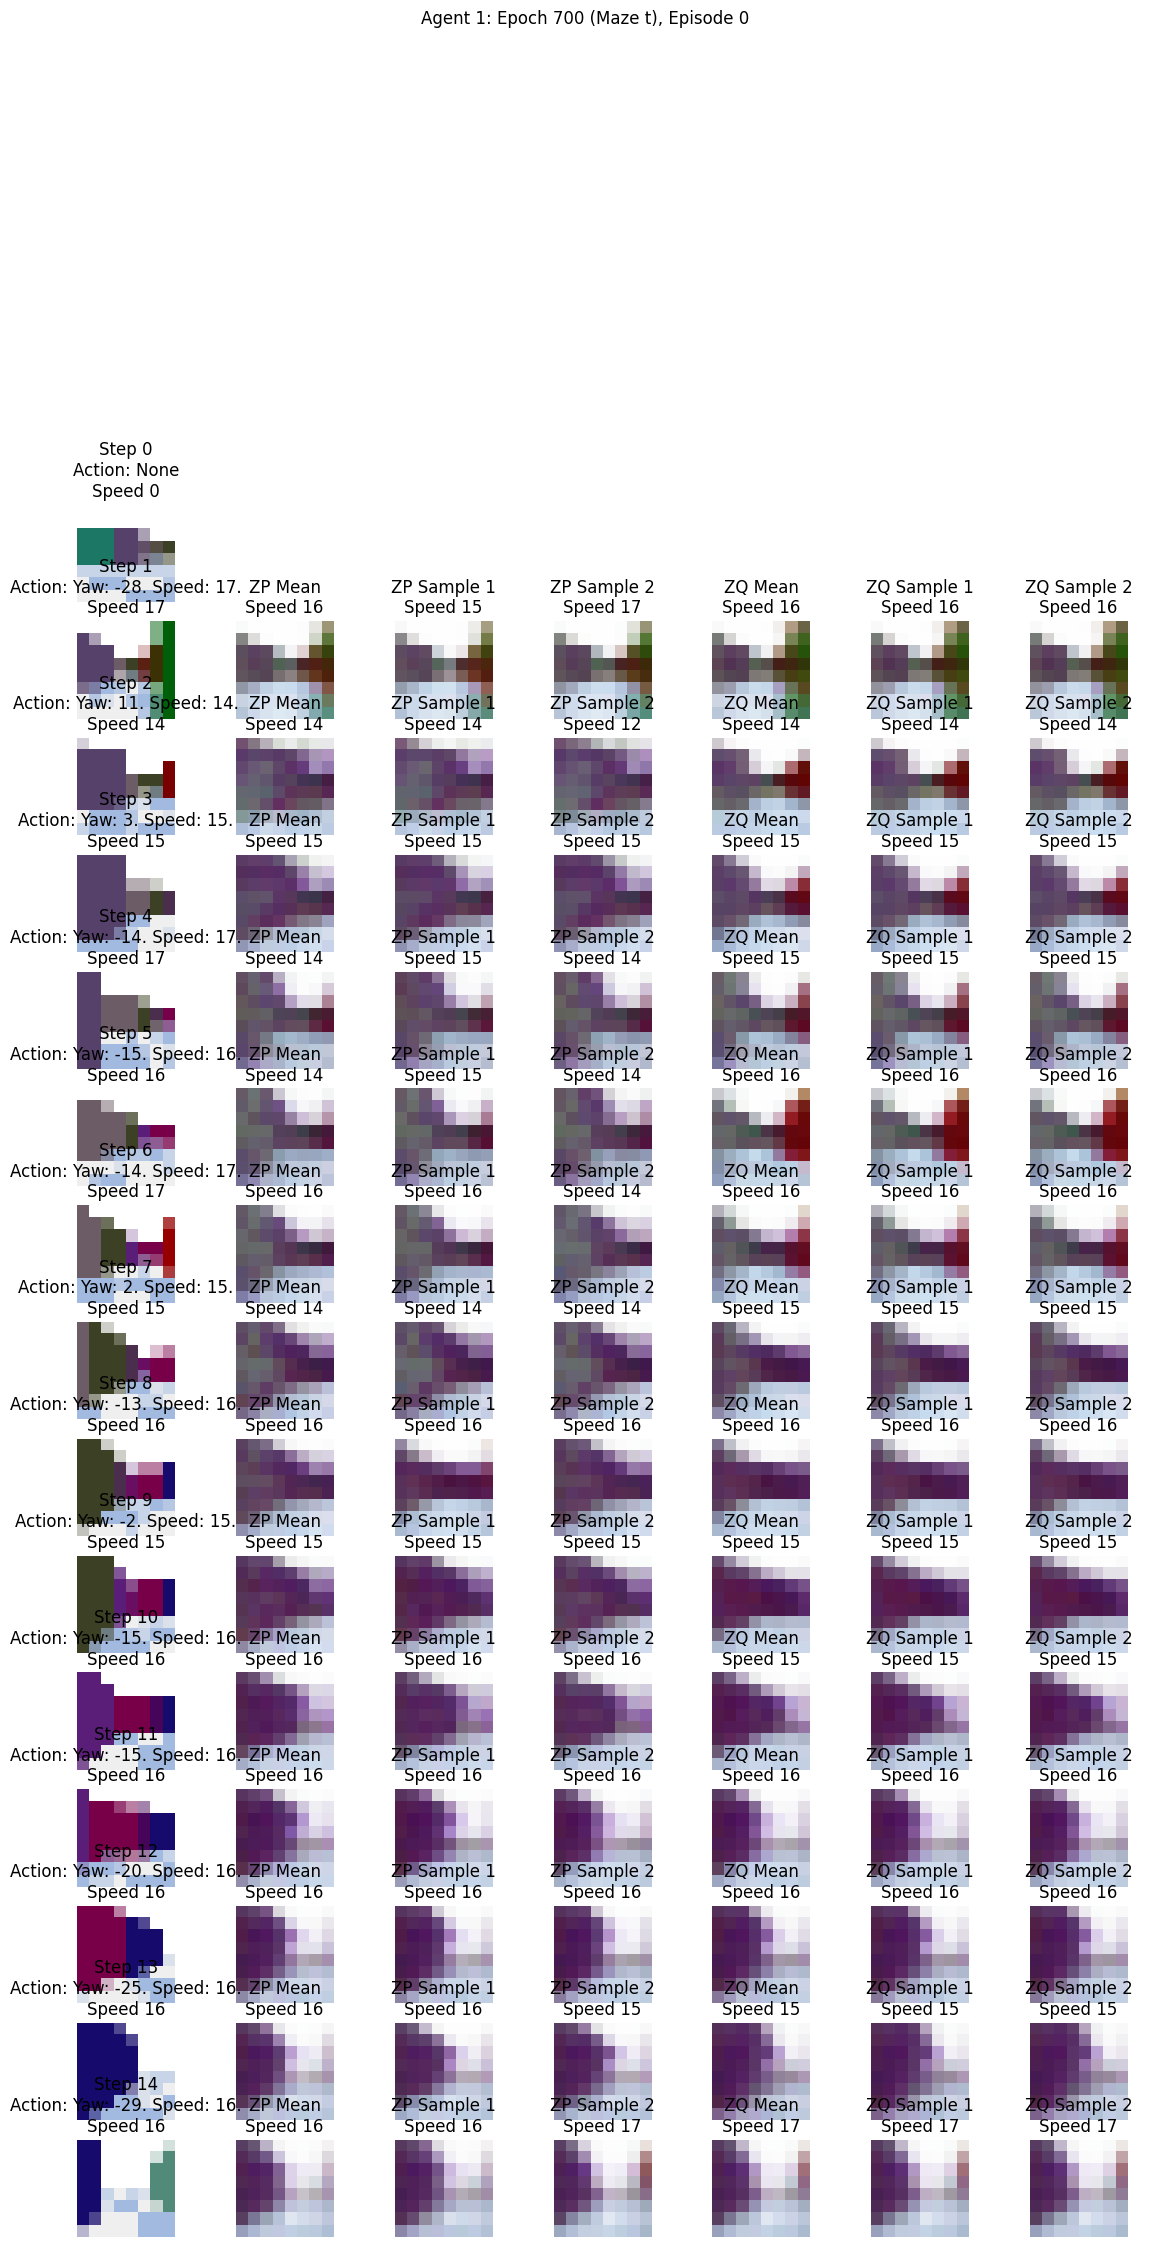 Agent 1: Epoch 700 (Maze t), Episode 0
Step 0
Action: None
Speed 0
Step 1
Action: Yaw: -28. Speed: 17.
Speed 17
ZP Mean
Speed 16
ZP Sample 1
Speed 15
ZP Sample 2
Speed 17
ZQ Mean
Speed 16
ZQ Sample 1
Speed 16
ZQ Sample 2
Speed 16
Step 2
Action: Yaw: 11. Speed: 14.
Speed 14
ZP Mean
Speed 14
ZP Sample 1
Speed 14
ZP Sample 2
Speed 12
ZQ Mean
Speed 14
ZQ Sample 1
Speed 14
ZQ Sample 2
Speed 14
Step 3
Action: Yaw: 3. Speed: 15.
Speed 15
ZP Mean
Speed 15
ZP Sample 1
Speed 15
ZP Sample 2
Speed 15
ZQ Mean
Speed 15
ZQ Sample 1
Speed 15
ZQ Sample 2
Speed 15
Step 4
Action: Yaw: -14. Speed: 17.
Speed 17
ZP Mean
Speed 14
ZP Sample 1
Speed 15
ZP Sample 2
Speed 14
ZQ Mean
Speed 15
ZQ Sample 1
Speed 15
ZQ Sample 2
Speed 15
Step 5
Action: Yaw: -15. Speed: 16.
Speed 16
ZP Mean
Speed 14
ZP Sample 1
Speed 15
ZP Sample 2
Speed 14
ZQ Mean
Speed 16
ZQ Sample 1
Speed 16
ZQ Sample 2
Speed 16
Step 6
Action: Yaw: -14. Speed: 17.
Speed 17
ZP Mean
Speed 16
ZP Sample 1
Speed 16
ZP Sample 2
Speed 14
ZQ Mean
Speed 16
ZQ Sample 1
Speed 16
ZQ Sample 2
Speed 16
Step 7
Action: Yaw: 2. Speed: 15.
Speed 15
ZP Mean
Speed 14
ZP Sample 1
Speed 14
ZP Sample 2
Speed 14
ZQ Mean
Speed 15
ZQ Sample 1
Speed 15
ZQ Sample 2
Speed 15
Step 8
Action: Yaw: -13. Speed: 16.
Speed 16
ZP Mean
Speed 16
ZP Sample 1
Speed 16
ZP Sample 2
Speed 16
ZQ Mean
Speed 16
ZQ Sample 1
Speed 16
ZQ Sample 2
Speed 16
Step 9
Action: Yaw: -2. Speed: 15.
Speed 15
ZP Mean
Speed 15
ZP Sample 1
Speed 15
ZP Sample 2
Speed 15
ZQ Mean
Speed 15
ZQ Sample 1
Speed 15
ZQ Sample 2
Speed 15
Step 10
Action: Yaw: -15. Speed: 16.
Speed 16
ZP Mean
Speed 16
ZP Sample 1
Speed 16
ZP Sample 2
Speed 16
ZQ Mean
Speed 15
ZQ Sample 1
Speed 15
ZQ Sample 2
Speed 15
Step 11
Action: Yaw: -15. Speed: 16.
Speed 16
ZP Mean
Speed 16
ZP Sample 1
Speed 16
ZP Sample 2
Speed 16
ZQ Mean
Speed 16
ZQ Sample 1
Speed 16
ZQ Sample 2
Speed 16
Step 12
Action: Yaw: -20. Speed: 16.
Speed 16
ZP Mean
Speed 16
ZP Sample 1
Speed 16
ZP Sample 2
Speed 16
ZQ Mean
Speed 16
ZQ Sample 1
Speed 16
ZQ Sample 2
Speed 16
Step 13
Action: Yaw: -25. Speed: 16.
Speed 16
ZP Mean
Speed 16
ZP Sample 1
Speed 16
ZP Sample 2
Speed 15
ZQ Mean
Speed 15
ZQ Sample 1
Speed 15
ZQ Sample 2
Speed 15
Step 14
Action: Yaw: -29. Speed: 16.
Speed 16
ZP Mean
Speed 16
ZP Sample 1
Speed 16
ZP Sample 2
Speed 17
ZQ Mean
Speed 17
ZQ Sample 1
Speed 17
ZQ Sample 2
Speed 17